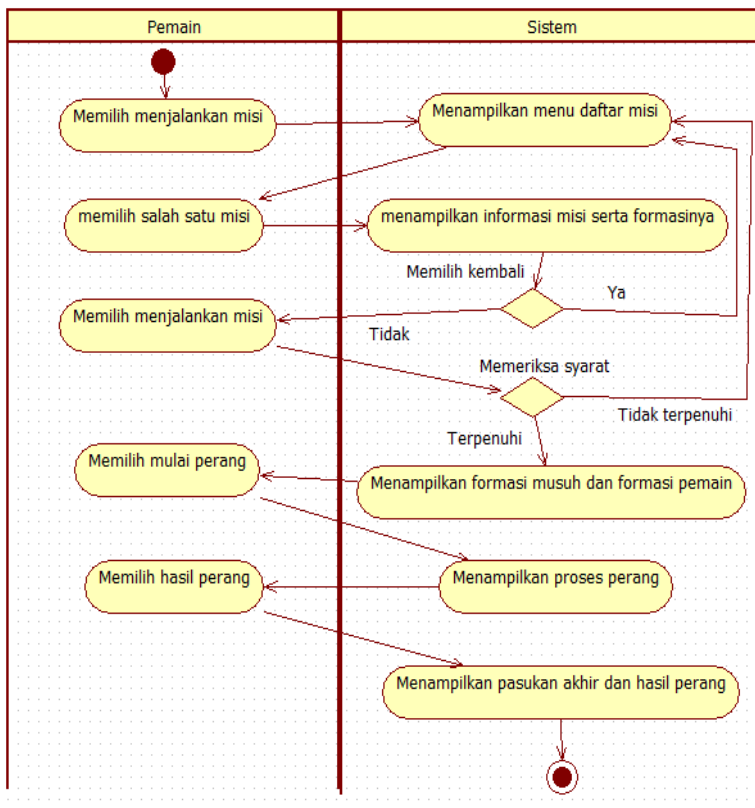 Pemain
Sistem
Memilih menjalankan misi
Menampilkan menu daftar misi
memilih salah satu misi
menampilkan informasi misi serta formasinya
Memilih kembali
Ya
Memilih menjalankan misi
Tidak
Memeriksa syarat
Tidak terpenuhi
Terpenuhi
Memilih mulai perang
Menampilkan formasi musuh dan formasi pemain
Memilih hasil perang
Menampilkan proses perang
Menampilkan pasukan akhir dan hasil perang